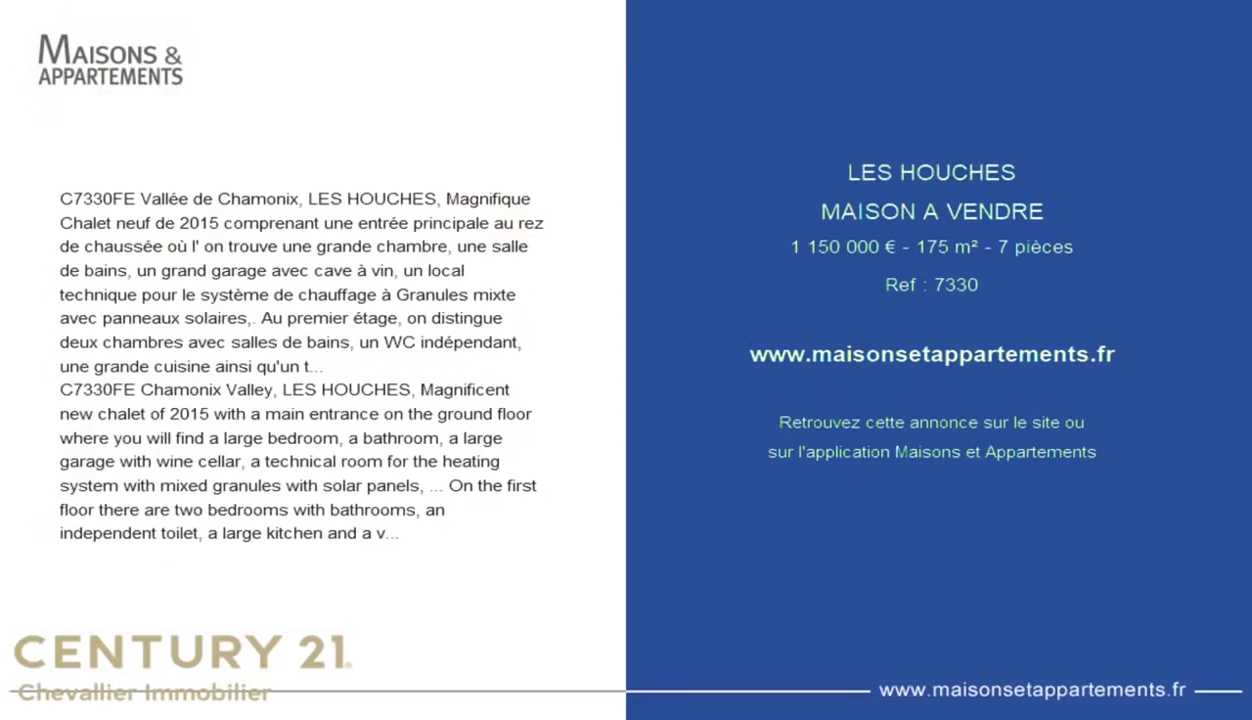 MAISONS &
APPARTEMENTS
C7330FE Vallée de Chamonix, LES HOUCHES, Magnifique
Chalet neuf de 2015 comprenant une entrée principale au rez
de chaussée où l' on trouve une grande chambre, une salle
de bains, un grand garage avec cave à vin, un local
technique pour le système de chauffage à Granules mixte
avec panneaux solaires,. Au premier étage, on distingue
deux chambres avec salles de bains, un WC indépendant,
une grande cuisine ainsi qu'un t...
C7330FE Chamonix Valley, LES HOUCHES, Magnificent
new chalet of 2015 with a main entrance on the ground floor
where you will find a large bedroom, a bathroom, a large
garage with wine cellar, a technical room for the heating
system with mixed granules with solar panels, ... On the first
floor there are two bedrooms with bathrooms, an
independent toilet, a large kitchen and a v...
CENTURY 21.
Chevallier Immobilier
LES HOUCHES
MAISON A VENDRE
1 150 000 € - 175 m² - 7 pièces
Ref : 7330
www.maisonsetappartements.fr
Retrouvez cette annonce sur le site ou
sur l'application Maisons et Appartements
www.maisonsetappartements.fr